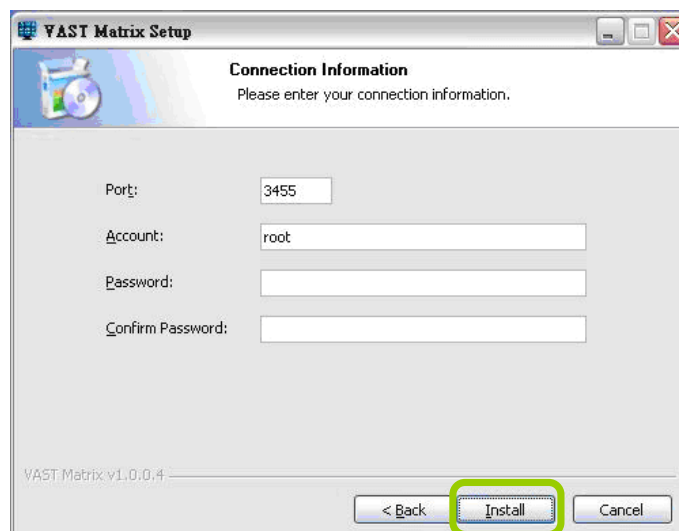 VAST Matrix Setup
Connection Information
Please enter your connection information.
Port: 3455
Account: root
Password:
Confirm Password:
VAST Matrix v1.0.0.4
< Back Install Cancel